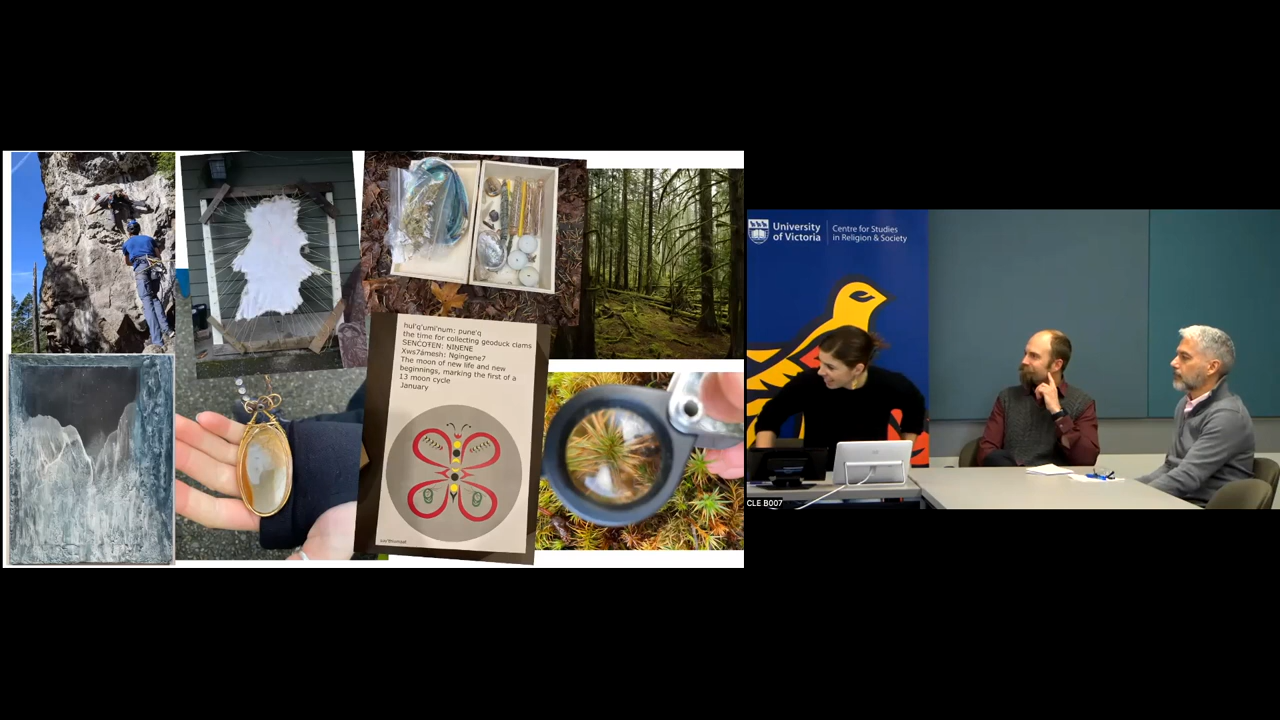 hul'q'umi'num: pune'q
the time for collecting geoduck clams
SENĆOŦEN: NIṈENE
Xws7ámesh: Ngingene7
The moon of new life and new
beginnings, marking the first of a
13 moon cycle
January
University
of Victoria
Centre for Studies
in Religion & Society
CLE B007